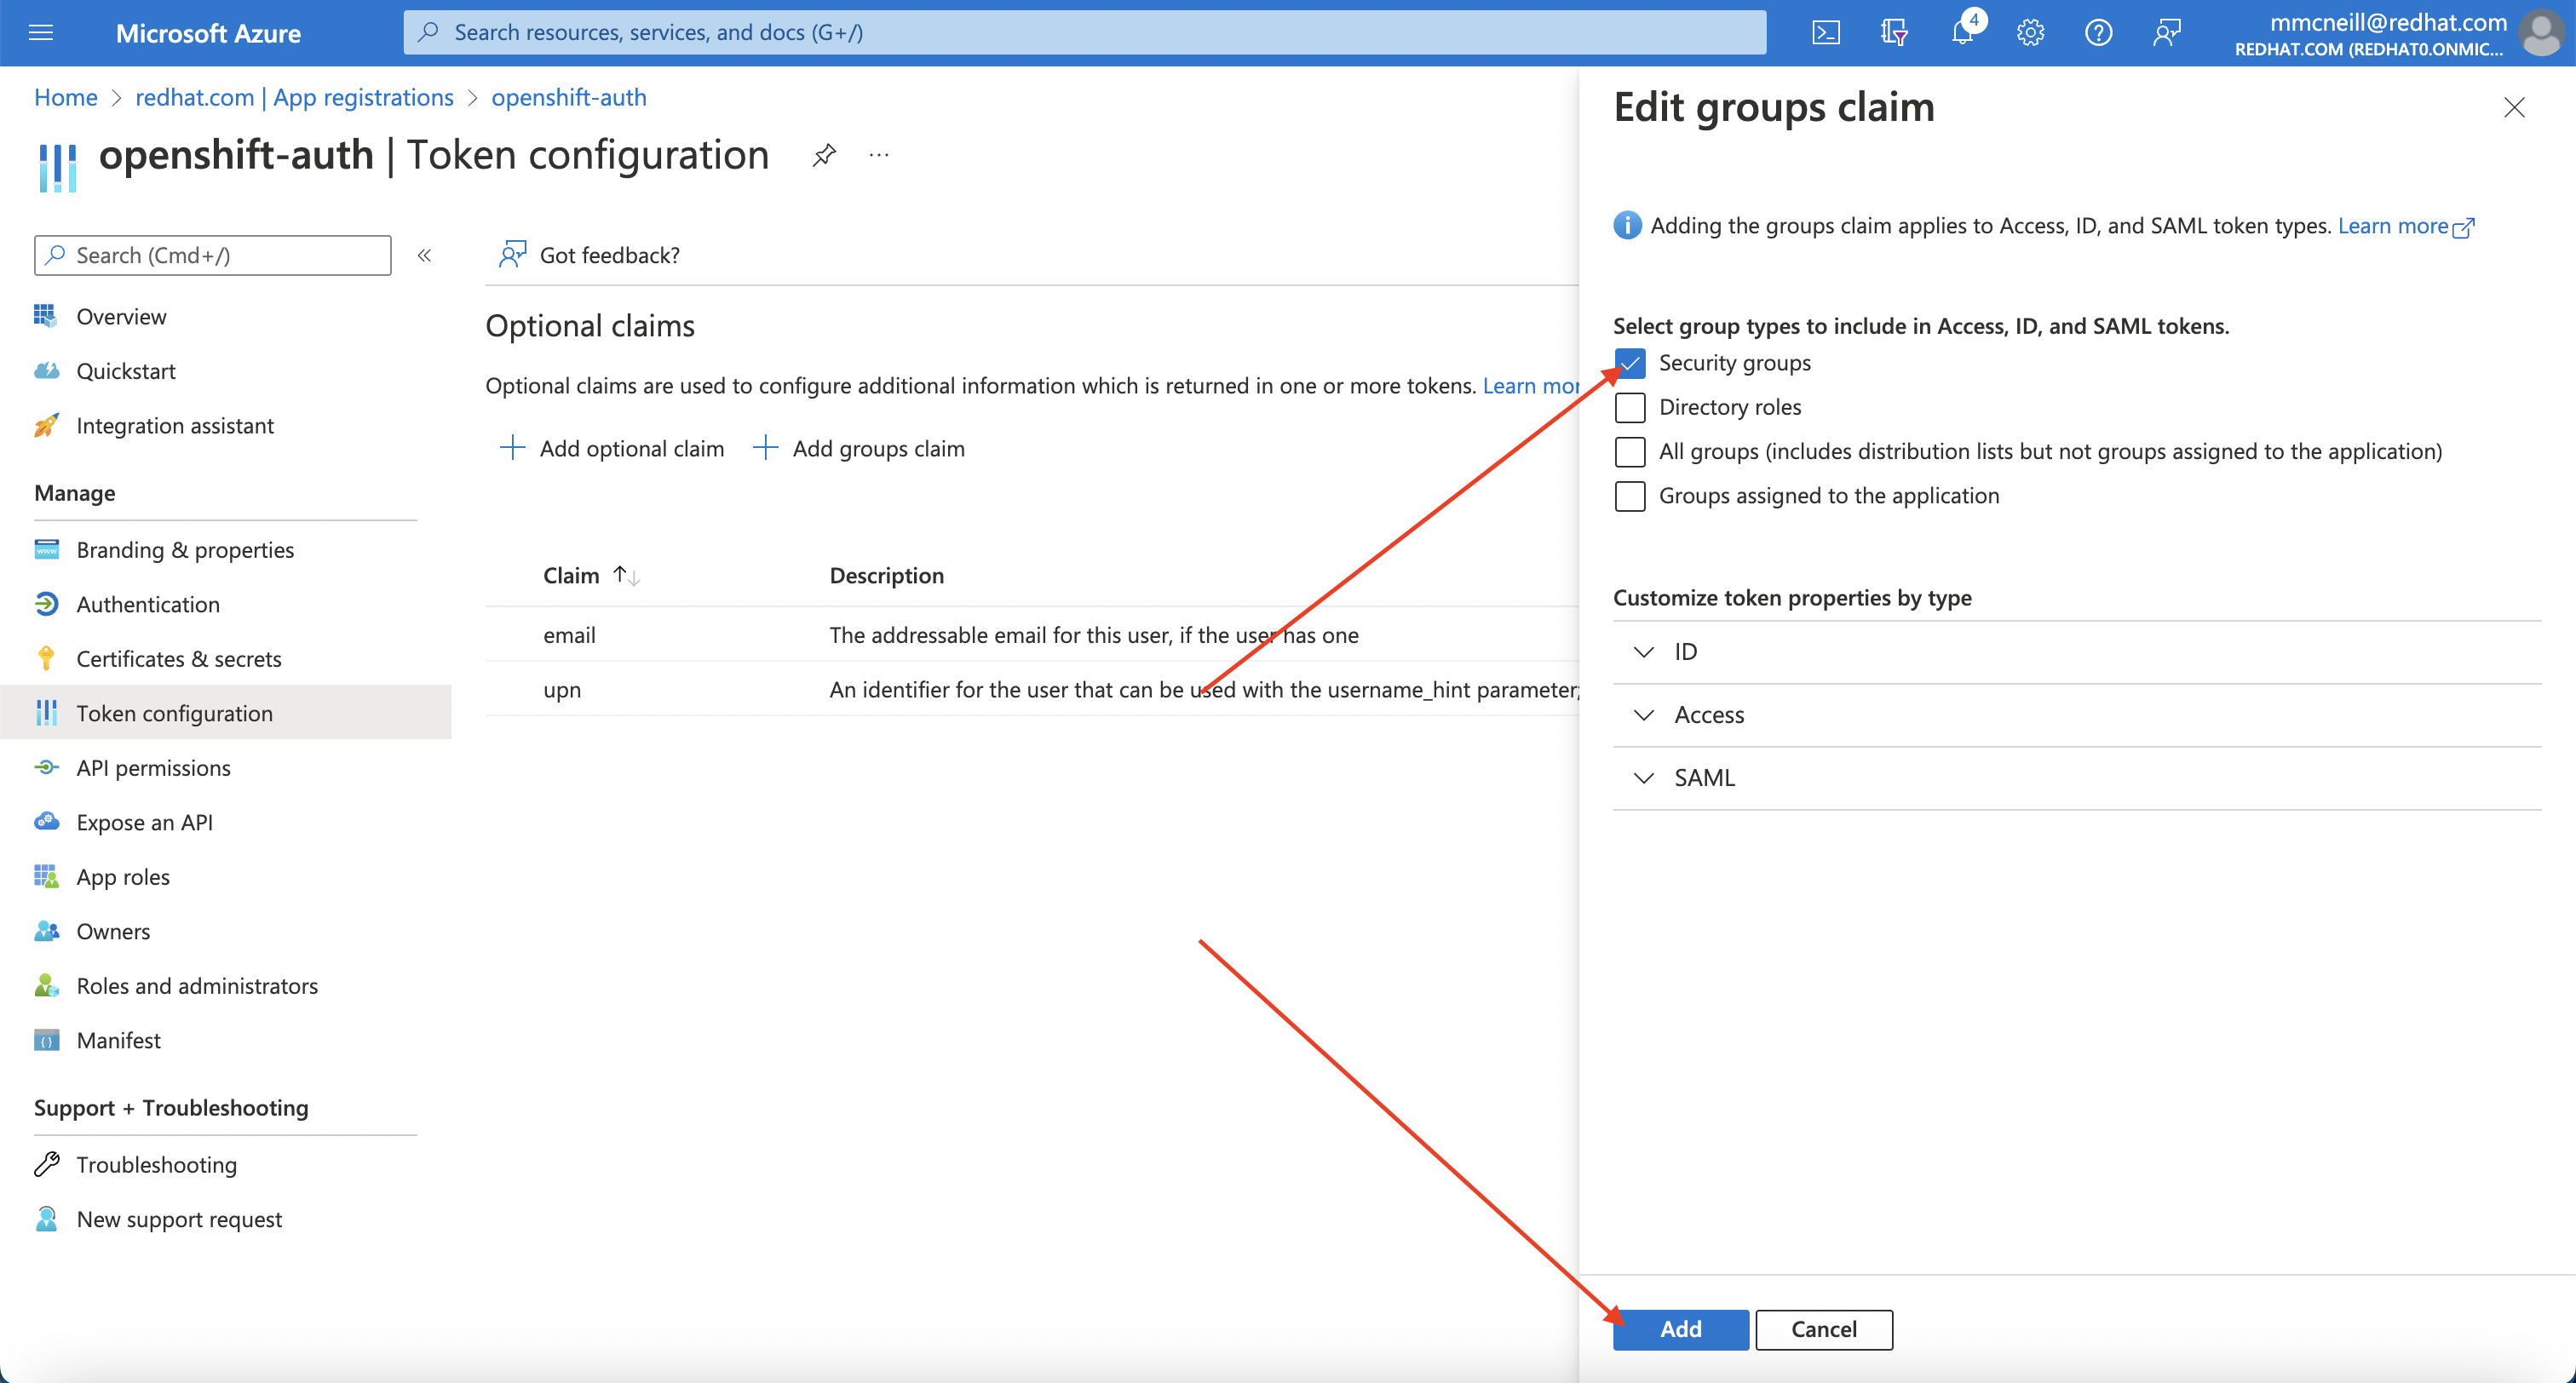 Microsoft Azure
Search resources, services, and docs (G+/)
4
mmcneill@redhat.com
REDHAT.COM (REDHAT0.ONMIC...
Home > redhat.com | App registrations > openshift-auth
openshift-auth | Token configuration
...
Search (Cmd+/)
«
Overview
Quickstart
Integration assistant
Manage
Branding & properties
Authentication
Certificates & secrets
Token configuration
API permissions
Expose an API
App roles
Owners
Roles and administrators
Manifest
Support + Troubleshooting
Troubleshooting
New support request
Got feedback?
Optional claims
Optional claims are used to configure additional information which is returned in one or more tokens. Learn mor
Add optional claim
Add groups claim
Claim ↑↓ Description
email The addressable email for this user, if the user has one
upn An identifier for the user that can be used with the username_hint parameter;
Edit groups claim
Adding the groups claim applies to Access, ID, and SAML token types. Learn more
Select group types to include in Access, ID, and SAML tokens.
Security groups
Directory roles
All groups (includes distribution lists but not groups assigned to the application)
Groups assigned to the application
Customize token properties by type
ID
Access
SAML
Add
Cancel